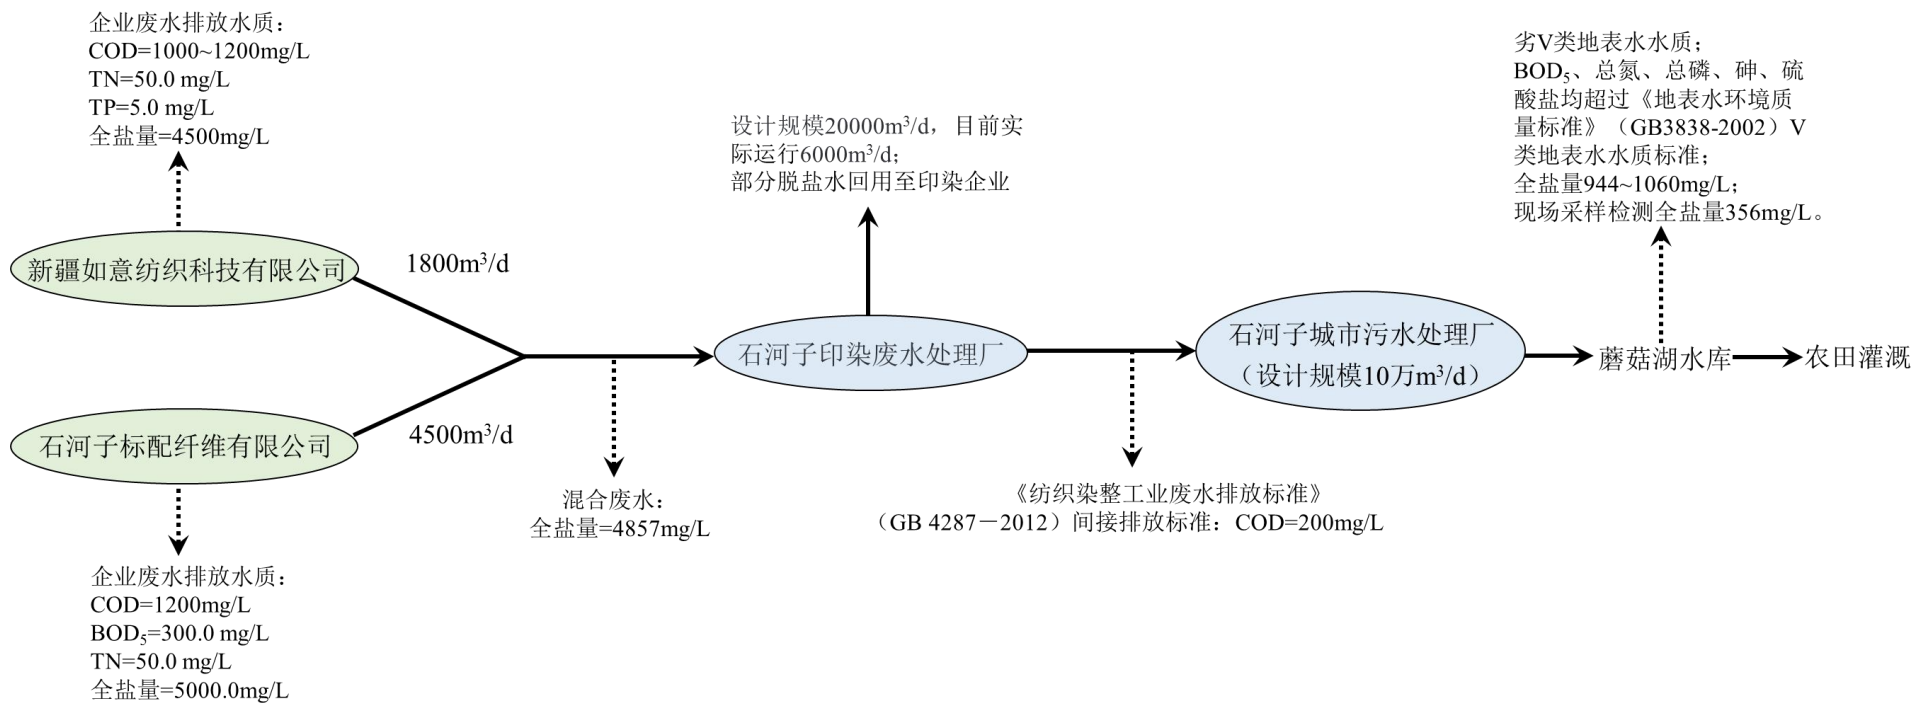 企业废水排放水质：
COD=1000~1200mg/L
TN=50.0 mg/L
TP=5.0 mg/L
全盐量=4500mg/L
新疆如意纺织科技有限公司
1800m³/d
石河子标配纤维有限公司
4500m³/d
企业废水排放水质：
COD=1200mg/L
BOD₅=300.0 mg/L
TN=50.0 mg/L
全盐量=5000.0mg/L
混合废水：
全盐量=4857mg/L
设计规模20000m³/d，目前实
际运行6000m³/d；
部分脱盐水回用至印染企业
石河子印染废水处理厂
《纺织染整工业废水排放标准》
（GB 4287－2012）间接排放标准：COD=200mg/L
石河子城市污水处理厂
（设计规模10万m³/d）
劣V类地表水水质；
BOD₅、总氮、总磷、砷、硫
酸盐均超过《地表水环境质
量标准》（GB3838-2002）V
类地表水水质标准；
全盐量944~1060mg/L；
现场采样检测全盐量356mg/L。
蘑菇湖水库
农田灌溉